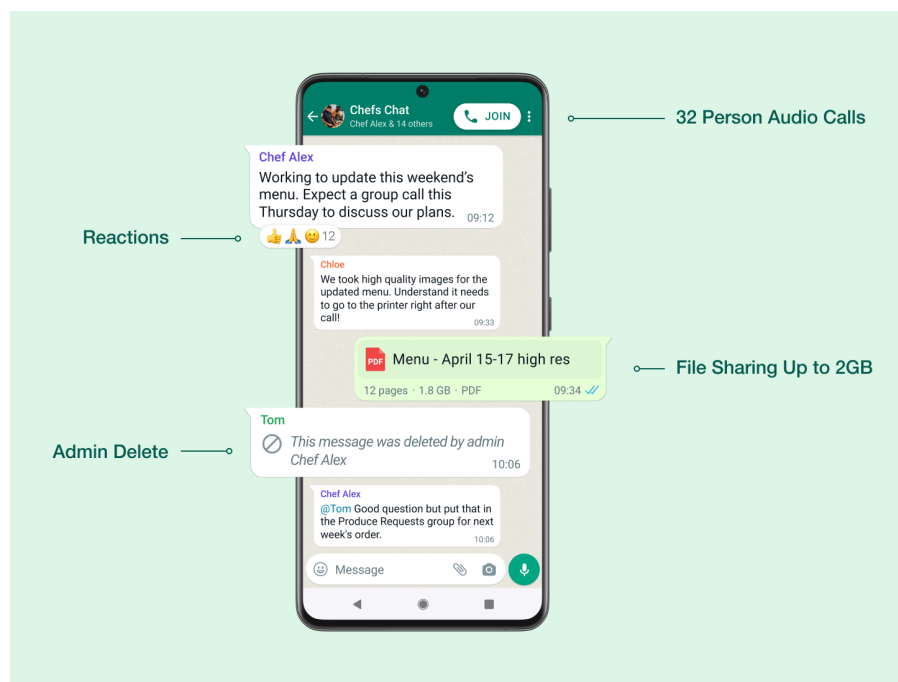 Chefs Chat
Chef Alex & 14 others
JOIN
32 Person Audio Calls
Chef Alex
Working to update this weekend's
menu. Expect a group call this
Thursday to discuss our plans.
09:12
Reactions
👍🙏🙂12
Chloe
We took high quality images for the
updated menu. Understand it needs
to go to the printer right after our
call!
09:33
PDF
Menu - April 15-17 high res
12 pages · 1.8 GB · PDF
09:34
File Sharing Up to 2GB
Tom
This message was deleted by admin
Chef Alex
10:06
Admin Delete
Chef Alex
@Tom Good question but put that in
the Produce Requests group for next
week's order.
10:06
Message